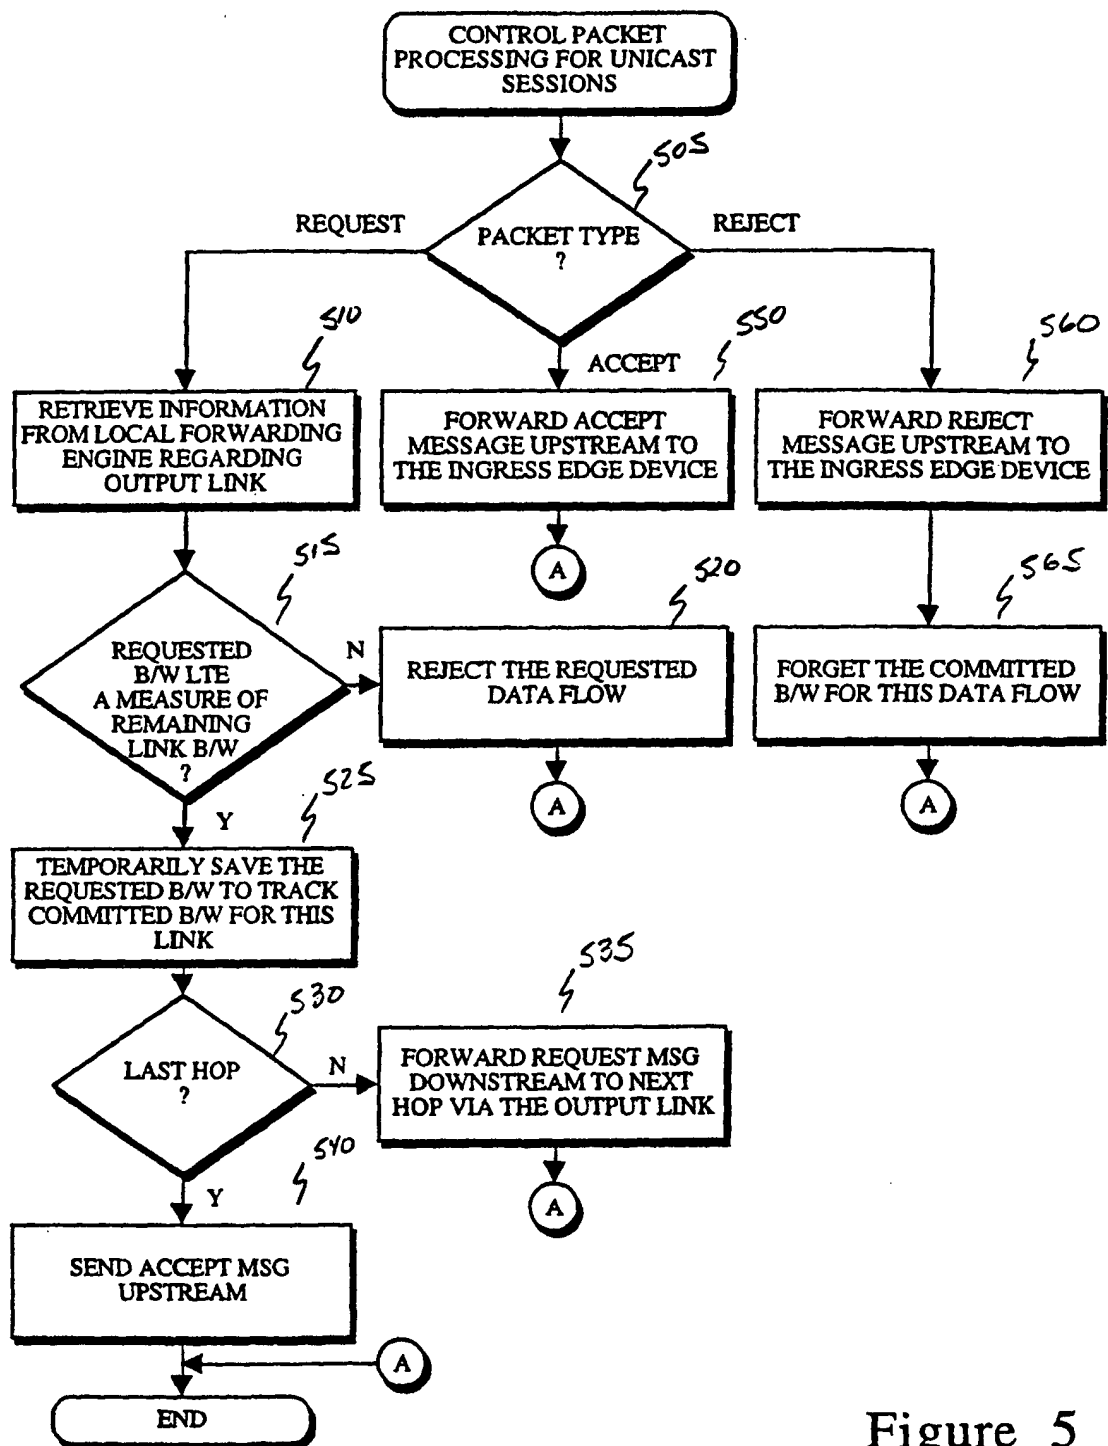 CONTROL PACKET
PROCESSING FOR UNICAST
SESSIONS
505
REQUEST
PACKET TYPE
?
REJECT
510
550
560
ACCEPT
RETRIEVE INFORMATION
FROM LOCAL FORWARDING
ENGINE REGARDING
OUTPUT LINK
FORWARD ACCEPT
MESSAGE UPSTREAM TO
THE INGRESS EDGE DEVICE
FORWARD REJECT
MESSAGE UPSTREAM TO
THE INGRESS EDGE DEVICE
A
515
520
565
REQUESTED
B/W LTE
A MEASURE OF
REMAINING
LINK B/W
?
N
REJECT THE REQUESTED
DATA FLOW
FORGET THE COMMITTED
B/W FOR THIS DATA FLOW
A
A
Y
525
TEMPORARILY SAVE THE
REQUESTED B/W TO TRACK
COMMITTED B/W FOR THIS
LINK
530
535
LAST HOP
?
N
FORWARD REQUEST MSG
DOWNSTREAM TO NEXT
HOP VIA THE OUTPUT LINK
A
Y
540
SEND ACCEPT MSG
UPSTREAM
A
END
Figure 5